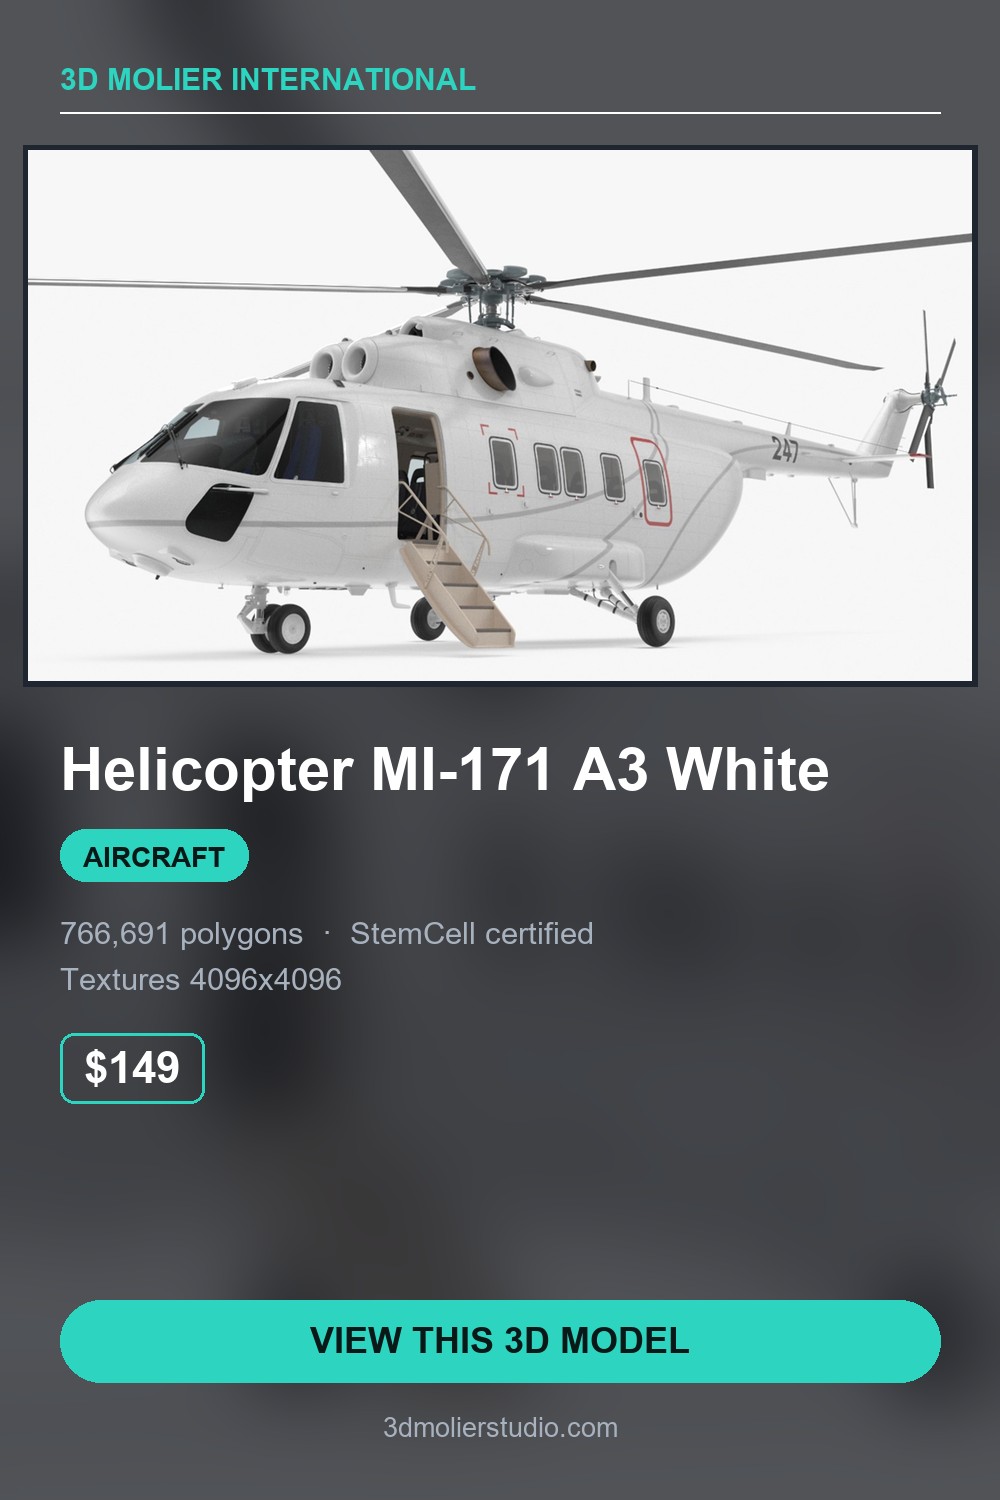 3D MOLIER INTERNATIONAL
247
Helicopter MI-171 A3 White
AIRCRAFT
766,691 polygons · StemCell certified
Textures 4096x4096
$149
VIEW THIS 3D MODEL
3dmolierstudio.com